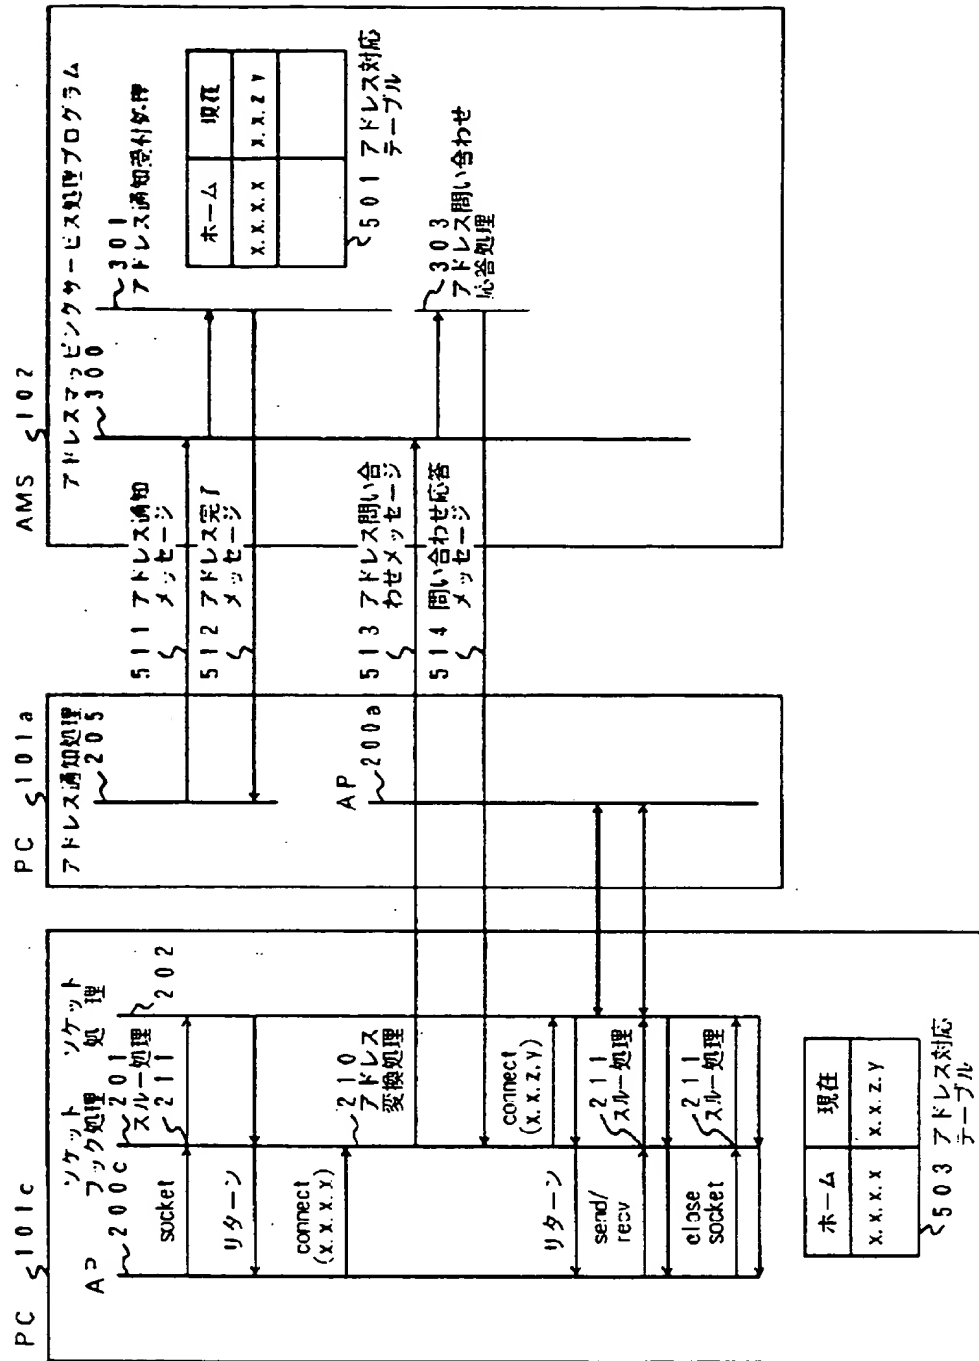 PC 101c
AP 200c
ソケット
フック処理
201
スルー処理
211
ソケット
処理
202
socket
リターン
connect
(x. x. x. x)
210
アドレス
変換処理
connect
(x. x. z. y)
リターン
send/
recv
211
スルー処理
close
socket
211
スルー処理
ホーム 現在
x. x. x. x x. x. z. y
503 アドレス対応
テーブル
PC 101a
アドレス通知処理
205
AP
200a
511 アドレス通知
メッセージ
512 アドレス完了
メッセージ
513 アドレス問い合
わせメッセージ
514 問い合わせ応答
メッセージ
AMS 102
アドレスマッピングサービス処理プログラム
300
301
アドレス通知受付処理
303
アドレス問い合わせ
応答処理
ホーム 現在
x. x. x. x x. x. z y
501 アドレス対応
テーブル